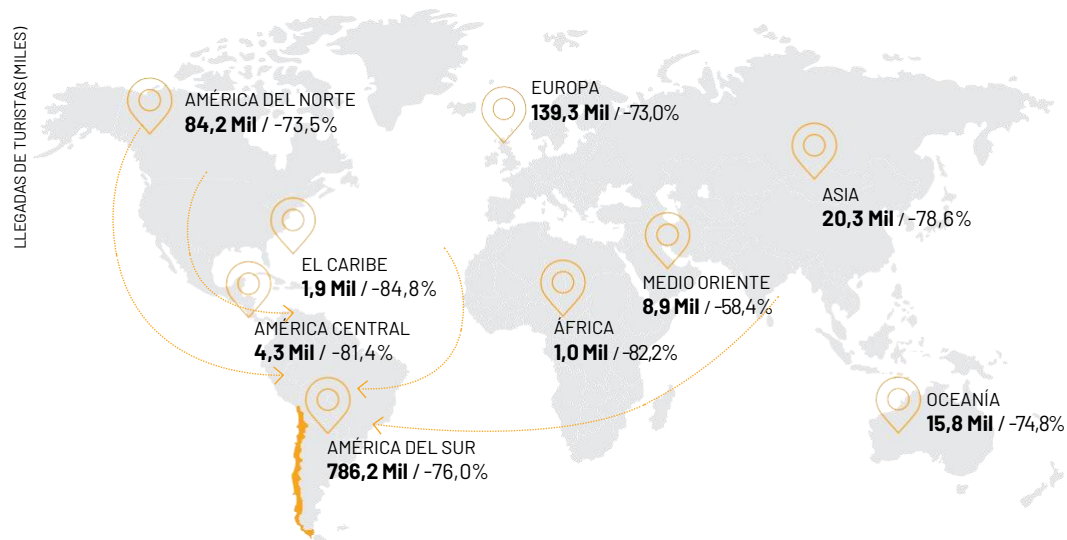 LLEGADAS DE TURISTAS (MILES)
AMÉRICA DEL NORTE
84,2 Mil / -73,5%
EUROPA
139,3 Mil / -73,0%
ASIA
20,3 Mil / -78,6%
EL CARIBE
1,9 Mil / -84,8%
MEDIO ORIENTE
8,9 Mil / -58,4%
AMÉRICA CENTRAL
4,3 Mil / -81,4%
ÁFRICA
1,0 Mil / -82,2%
OCEANÍA
15,8 Mil / -74,8%
AMÉRICA DEL SUR
786,2 Mil / -76,0%